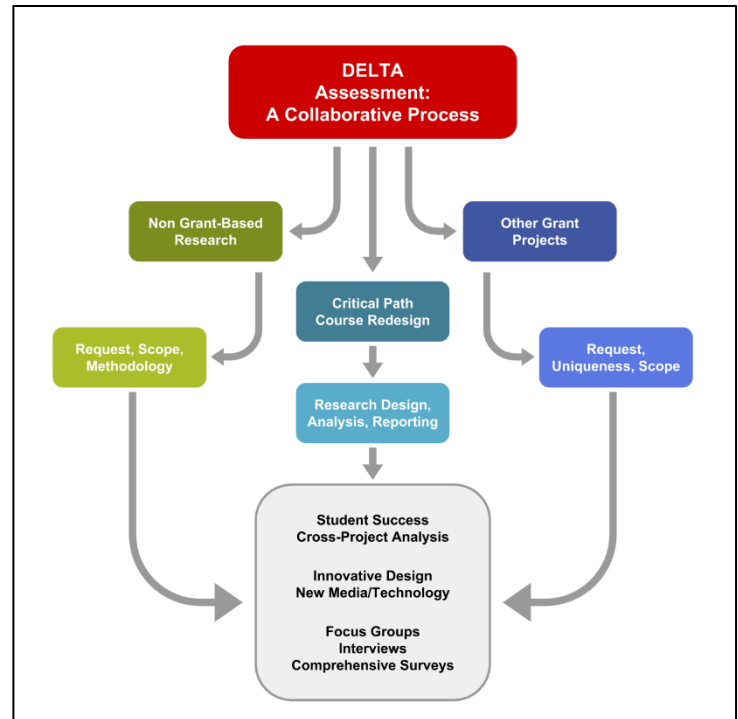 DELTA
Assessment:
A Collaborative Process
Non Grant-Based
Research
Other Grant
Projects
Critical Path
Course Redesign
Request, Scope,
Methodology
Request,
Uniqueness, Scope
Research Design,
Analysis, Reporting
Student Success
Cross-Project Analysis
Innovative Design
New Media/Technology
Focus Groups
Interviews
Comprehensive Surveys